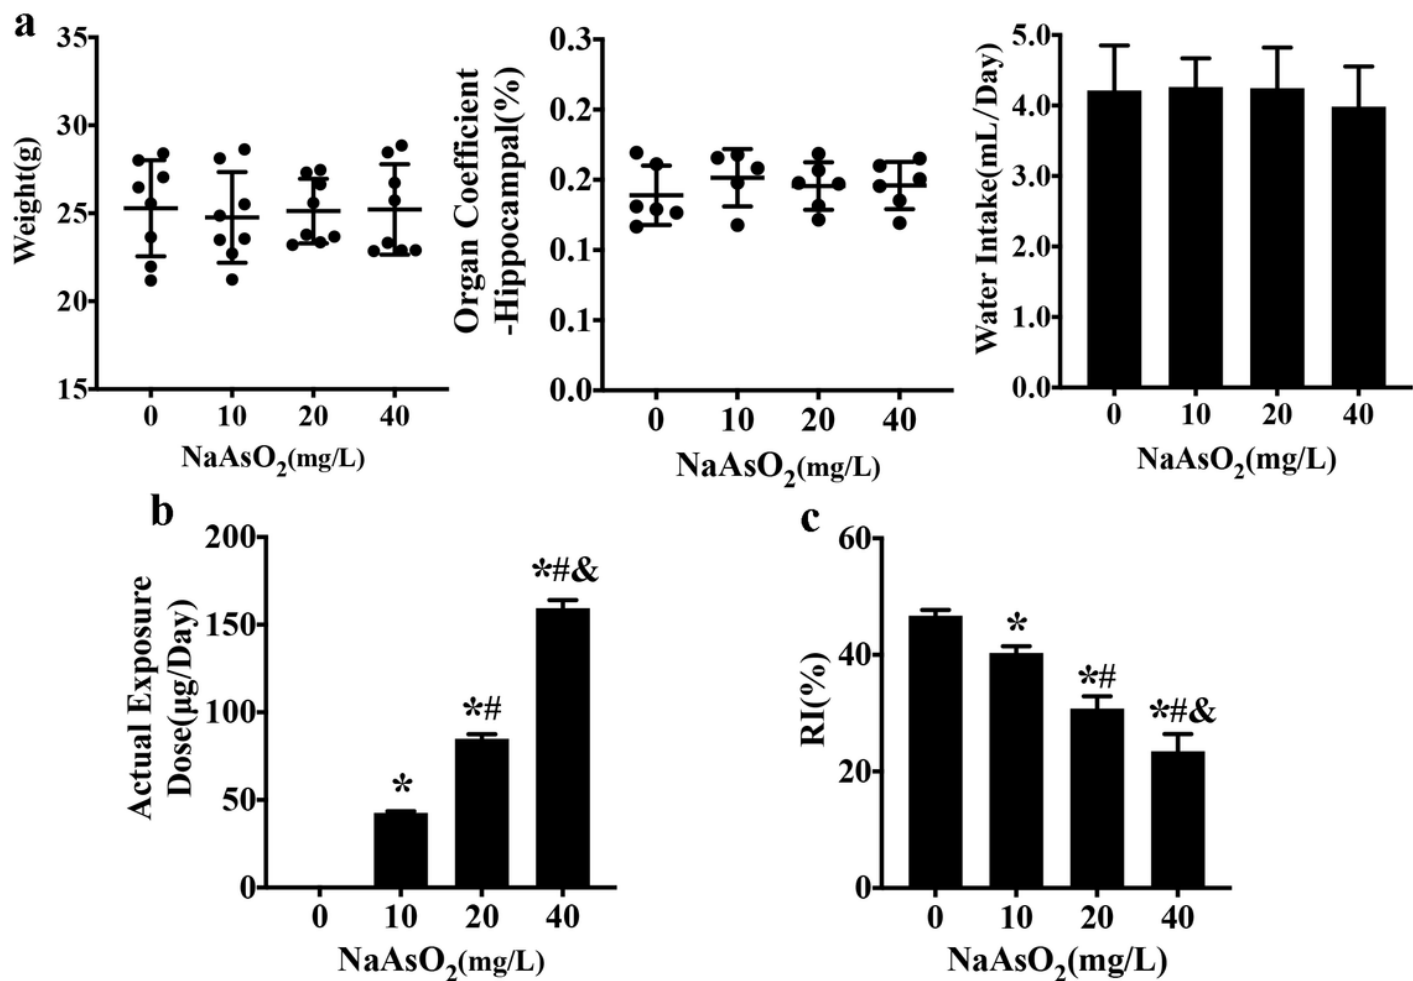 a
35
30
25
20
15
Weight(g)
0 10 20 40
NaAsO₂(mg/L)
0.3
0.2
0.2
0.1
0.1
0.0
Organ Coefficient
-Hippocampal(%)
0 10 20 40
NaAsO₂(mg/L)
5.0
4.0
3.0
2.0
1.0
0.0
Water Intake(mL/Day)
0 10 20 40
NaAsO₂(mg/L)
b
200
150
100
50
0
Actual Exposure
Dose(μg/Day)
*
*#
*#&
0 10 20 40
NaAsO₂(mg/L)
c
60
40
20
0
RI(%)
*
*#
*#&
0 10 20 40
NaAsO₂(mg/L)